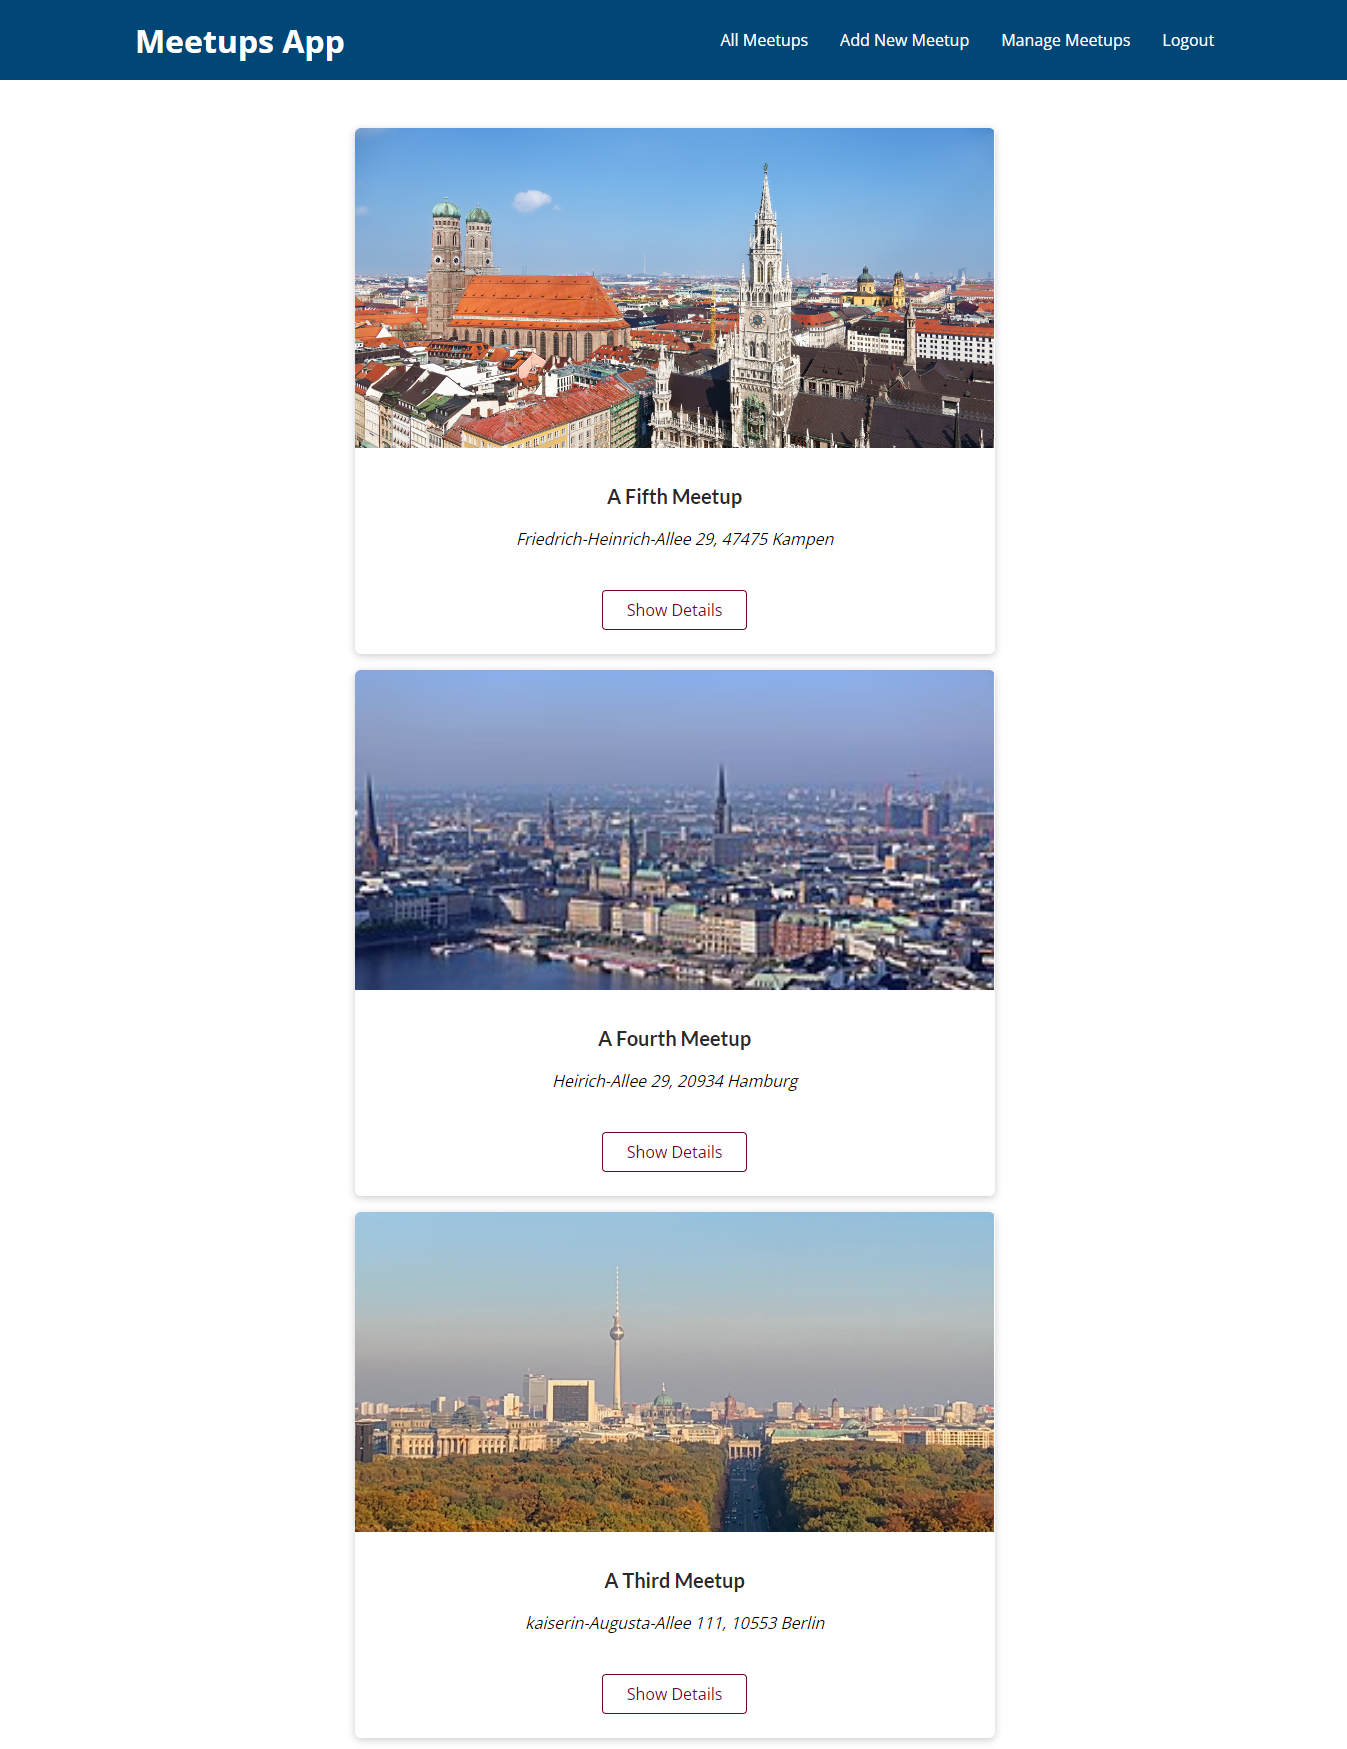 Meetups App
All Meetups
Add New Meetup
Manage Meetups
Logout
A Fifth Meetup
Friedrich-Heinrich-Allee 29, 47475 Kampen
Show Details
A Fourth Meetup
Heirich-Allee 29, 20934 Hamburg
Show Details
A Third Meetup
kaiserin-Augusta-Allee 111, 10553 Berlin
Show Details